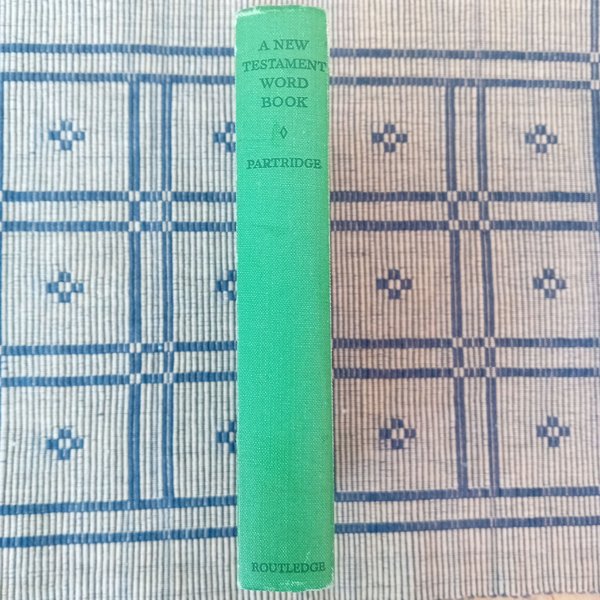 A NEW
TESTAMENT
WORD
BOOK
PARTRIDGE
ROUTLEDGE